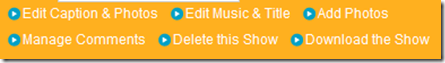 Edit Caption & Photos Edit Music & Title Add Photos
Manage Comments Delete this Show Download the Show